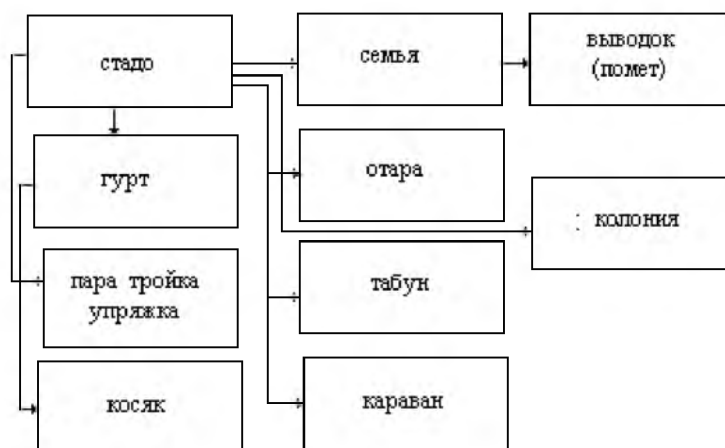 стадо
семья
выводок
(помет)
гурт
отара
: колония
пара тройка
упряжка
табун
косяк
караван